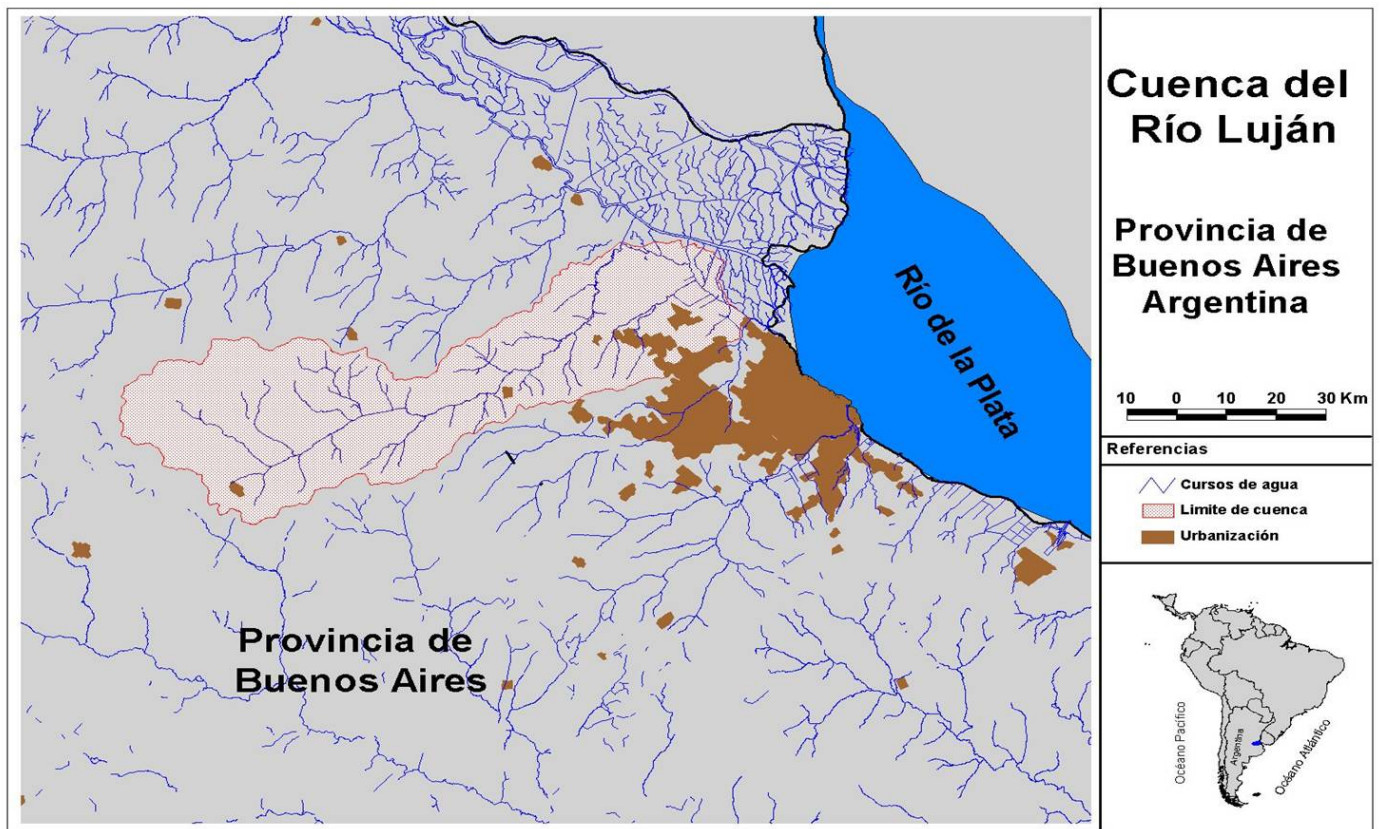 Cuenca del
Río Luján
Provincia de
Buenos Aires
Argentina
10 0 10 20 30 Km
Referencias
Cursos de agua
Limite de cuenca
Urbanización
Río de la Plata
Provincia de
Buenos Aires
Océano Pacífico
Argentina
Océano Atlántico